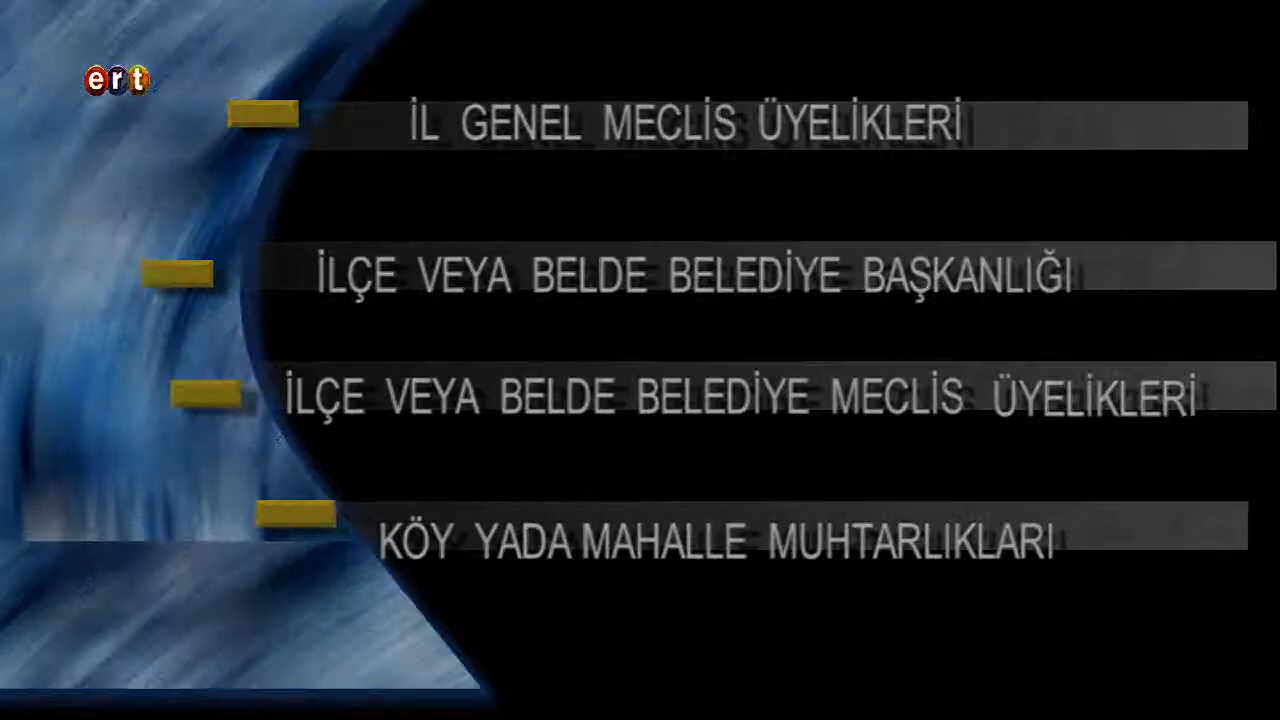 ert
İL GENEL MECLİS ÜYELİKLERİ
İLÇE VEYA BELDE BELEDİYE BAŞKANLIĞI
İLÇE VEYA BELDE BELEDİYE MECLİS ÜYELİKLERİ
KÖY YADA MAHALLE MUHTARLIKLARI